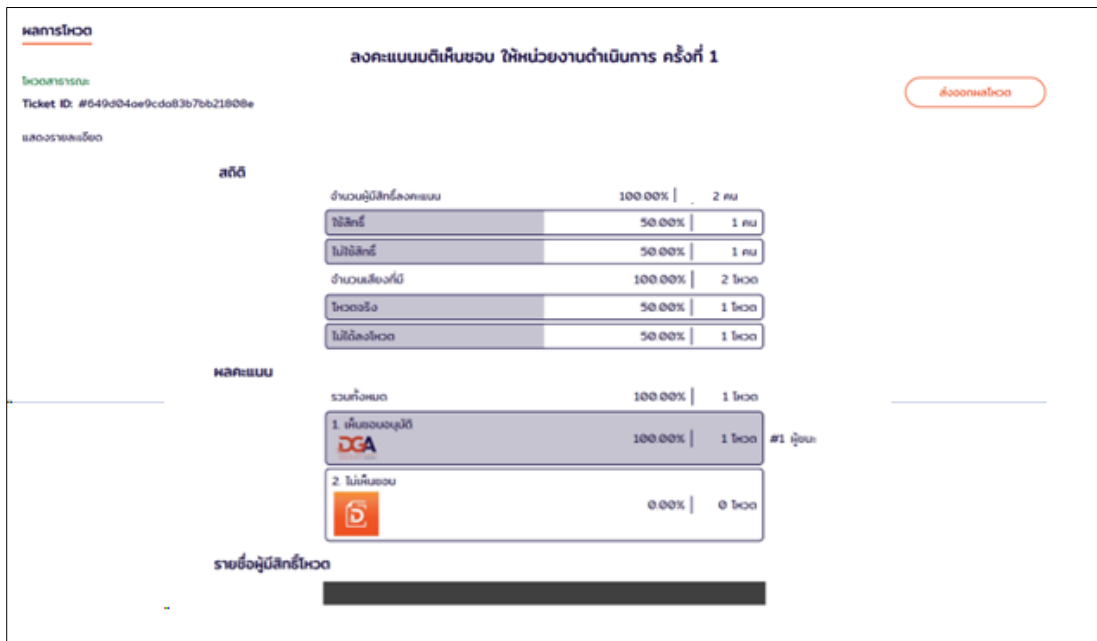 ผลการโหวต
ลงคะแนนมติเห็นชอบ ให้หน่วยงานดำเนินการ ครั้งที่ 1
โหวตสาธารณะ
Ticket ID: #649d04ae9cda83b7bb21808e
ส่งออกผลโหวต
แสดงรายละเอียด
สถิติ
จำนวนผู้มีสิทธิ์ลงคะแนน 100.00% 2 คน
ใช้สิทธิ์ 50.00% 1 คน
ไม่ใช้สิทธิ์ 50.00% 1 คน
จำนวนเสียงที่มี 100.00% 2 โหวต
โหวตจริง 50.00% 1 โหวต
ไม่ได้ลงโหวต 50.00% 1 โหวต
ผลคะแนน
รวมทั้งหมด 100.00% 1 โหวต
1. เห็นชอบอนุมัติ
DGA 100.00% 1 โหวต #1 ผู้ชนะ
2. ไม่เห็นชอบ
D 0.00% 0 โหวต
รายชื่อผู้มีสิทธิ์โหวต